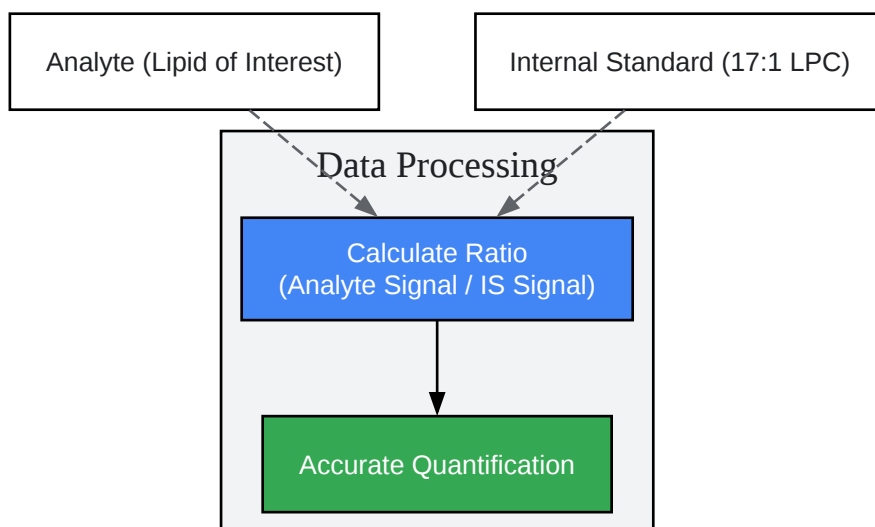 Analyte (Lipid of Interest)
Internal Standard (17:1 LPC)
Data Processing
Calculate Ratio
(Analyte Signal / IS Signal)
Accurate Quantification